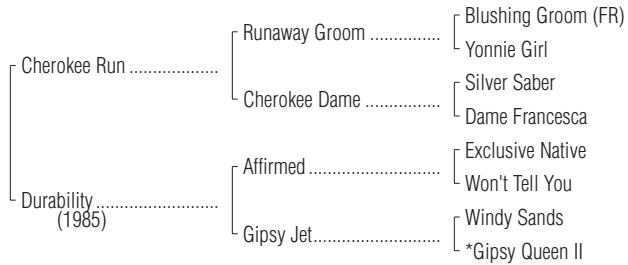 Blushing Groom (FR)
Runaway Groom ...............
Yonnie Girl
Cherokee Run ...................
Silver Saber
Cherokee Dame ................
Dame Francesca
Exclusive Native
Affirmed ............................
Won't Tell You
Durability ..........................
(1985)
Windy Sands
Gipsy Jet...........................
*Gipsy Queen II